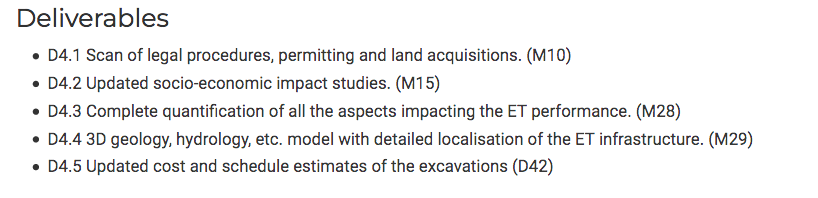 Deliverables
• D4.1 Scan of legal procedures, permitting and land acquisitions. (M10)
• D4.2 Updated socio-economic impact studies. (M15)
• D4.3 Complete quantification of all the aspects impacting the ET performance. (M28)
• D4.4 3D geology, hydrology, etc. model with detailed localisation of the ET infrastructure. (M29)
• D4.5 Updated cost and schedule estimates of the excavations (D42)